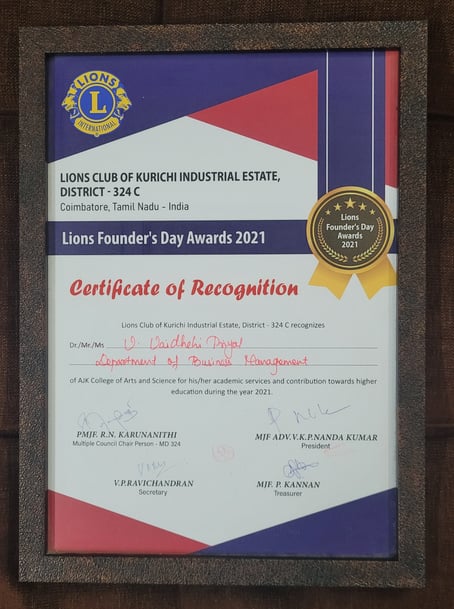 LIONS
L
INTERNATIONAL
LIONS CLUB OF KURICHI INDUSTRIAL ESTATE,
DISTRICT - 324 C
Coimbatore, Tamil Nadu - India
Lions Founder's Day Awards 2021
Lions
Founder's Day
Awards
2021
Certificate of Recognition
Lions Club of Kurichi Industrial Estate, District - 324 C recognizes
Dr./Mr./Ms V. Vaidhehi Priyal
Department of Business Management
of AJK College of Arts and Science for his/her academic services and contribution towards higher
education during the year 2021.
PMJF. R.N. KARUNANITHI
Multiple Council Chair Person - MD 324
MJF ADV.V.K.P.NANDA KUMAR
President
V.P.RAVICHANDRAN
Secretary
MJF. P. KANNAN
Treasurer